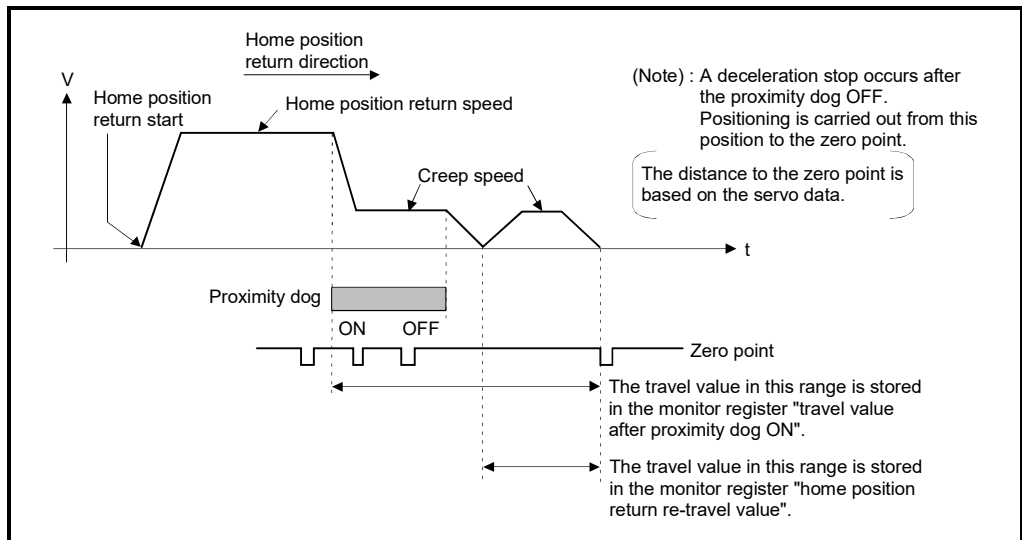 Home position
return direction
V
Home position
return start
Home position return speed
(Note) : A deceleration stop occurs after
the proximity dog OFF.
Positioning is carried out from this
position to the zero point.
The distance to the zero point is
based on the servo data.
Creep speed
t
Proximity dog
ON OFF
Zero point
The travel value in this range is stored
in the monitor register "travel value
after proximity dog ON".
The travel value in this range is stored
in the monitor register "home position
return re-travel value".